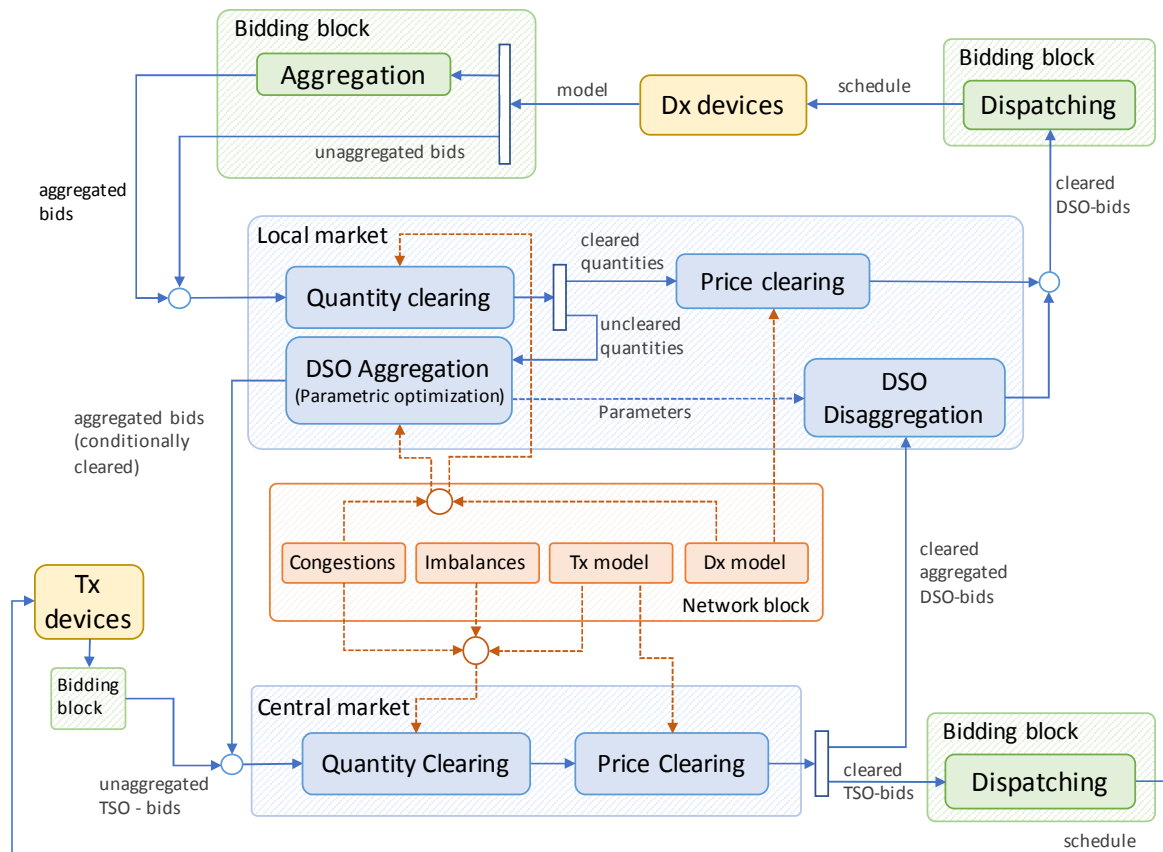 Bidding block
Aggregation
unaggregated bids
model
Dx devices
schedule
Bidding block
Dispatching
aggregated
bids
cleared
DSO-bids
Local market
Quantity clearing
cleared
quantities
Price clearing
uncleared
quantities
DSO Aggregation
(Parametric optimization)
Parameters
DSO
Disaggregation
aggregated bids
(conditionally
cleared)
Congestions
Imbalances
Tx model
Dx model
Network block
cleared
aggregated
DSO-bids
Tx
devices
Bidding
block
unaggregated
TSO - bids
Central market
Quantity Clearing
Price Clearing
cleared
TSO-bids
Bidding block
Dispatching
schedule